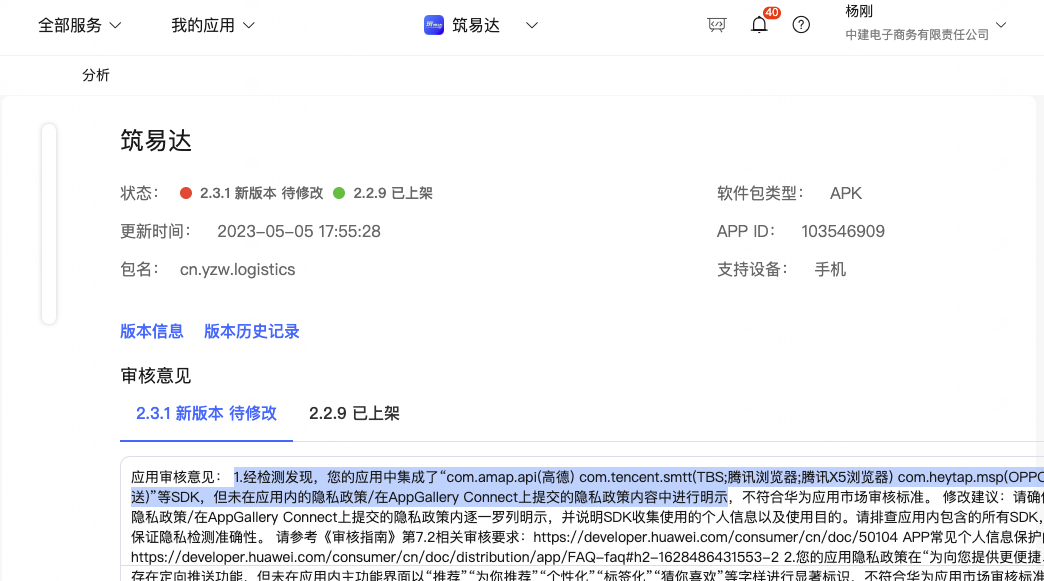 全部服务 我的应用 筑易达 40 杨刚
中建电子商务有限责任公司
分析
筑易达
状态： 2.3.1 新版本 待修改 2.2.9 已上架 软件包类型： APK
更新时间： 2023-05-05 17:55:28 APP ID： 103546909
包名： cn.yzw.logistics 支持设备： 手机
版本信息 版本历史记录
审核意见
2.3.1 新版本 待修改 2.2.9 已上架
应用审核意见： 1.经检测发现，您的应用中集成了“com.amap.api(高德) com.tencent.smtt(TBS;腾讯浏览器;腾讯X5浏览器) com.heytap.msp(OPPO
送)”等SDK，但未在应用内的隐私政策/在AppGallery Connect上提交的隐私政策内容中进行明示，不符合华为应用市场审核标准。 修改建议：请确
隐私政策/在AppGallery Connect上提交的隐私政策内逐一罗列明示，并说明SDK收集使用的个人信息以及使用目的。请排查应用内包含的所有SDK，
保证隐私检测准确性。 请参考《审核指南》第7.2相关审核要求：https://developer.huawei.com/consumer/cn/doc/50104 APP常见个人信息保护
https://developer.huawei.com/consumer/cn/doc/distribution/app/FAQ-faq#h2-1628486431553-2 2.您的应用隐私政策在“为向您提供更便捷、
存在定向推送功能，但未在应用内主功能界面以“推荐”“为你推荐”“个性化”“标签化”“猜你喜欢”等字样进行显著标识，不符合华为应用市场审核标准